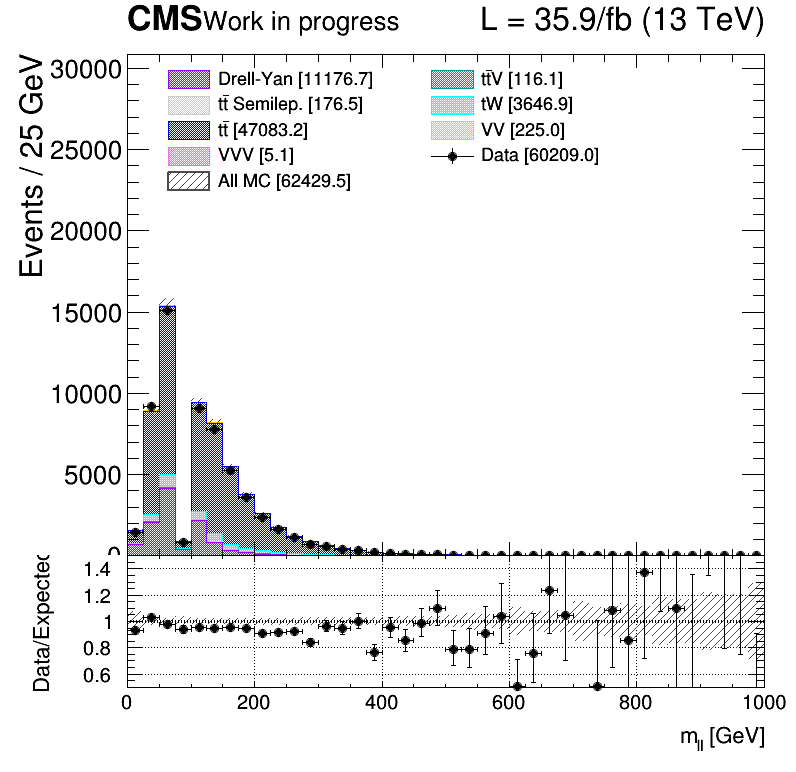 CMS Work in progress L = 35.9/fb (13 TeV)
Events / 25 GeV
30000
25000
20000
15000
10000
5000
0
Drell-Yan [11176.7]
tt̄ Semilep. [176.5]
tt̄ [47083.2]
VVV [5.1]
All MC [62429.5]
tt̄V [116.1]
tW [3646.9]
VV [225.0]
Data [60209.0]
Data/Expected
1.4
1.2
1
0.8
0.6
0 200 400 600 800 1000
m_ll [GeV]